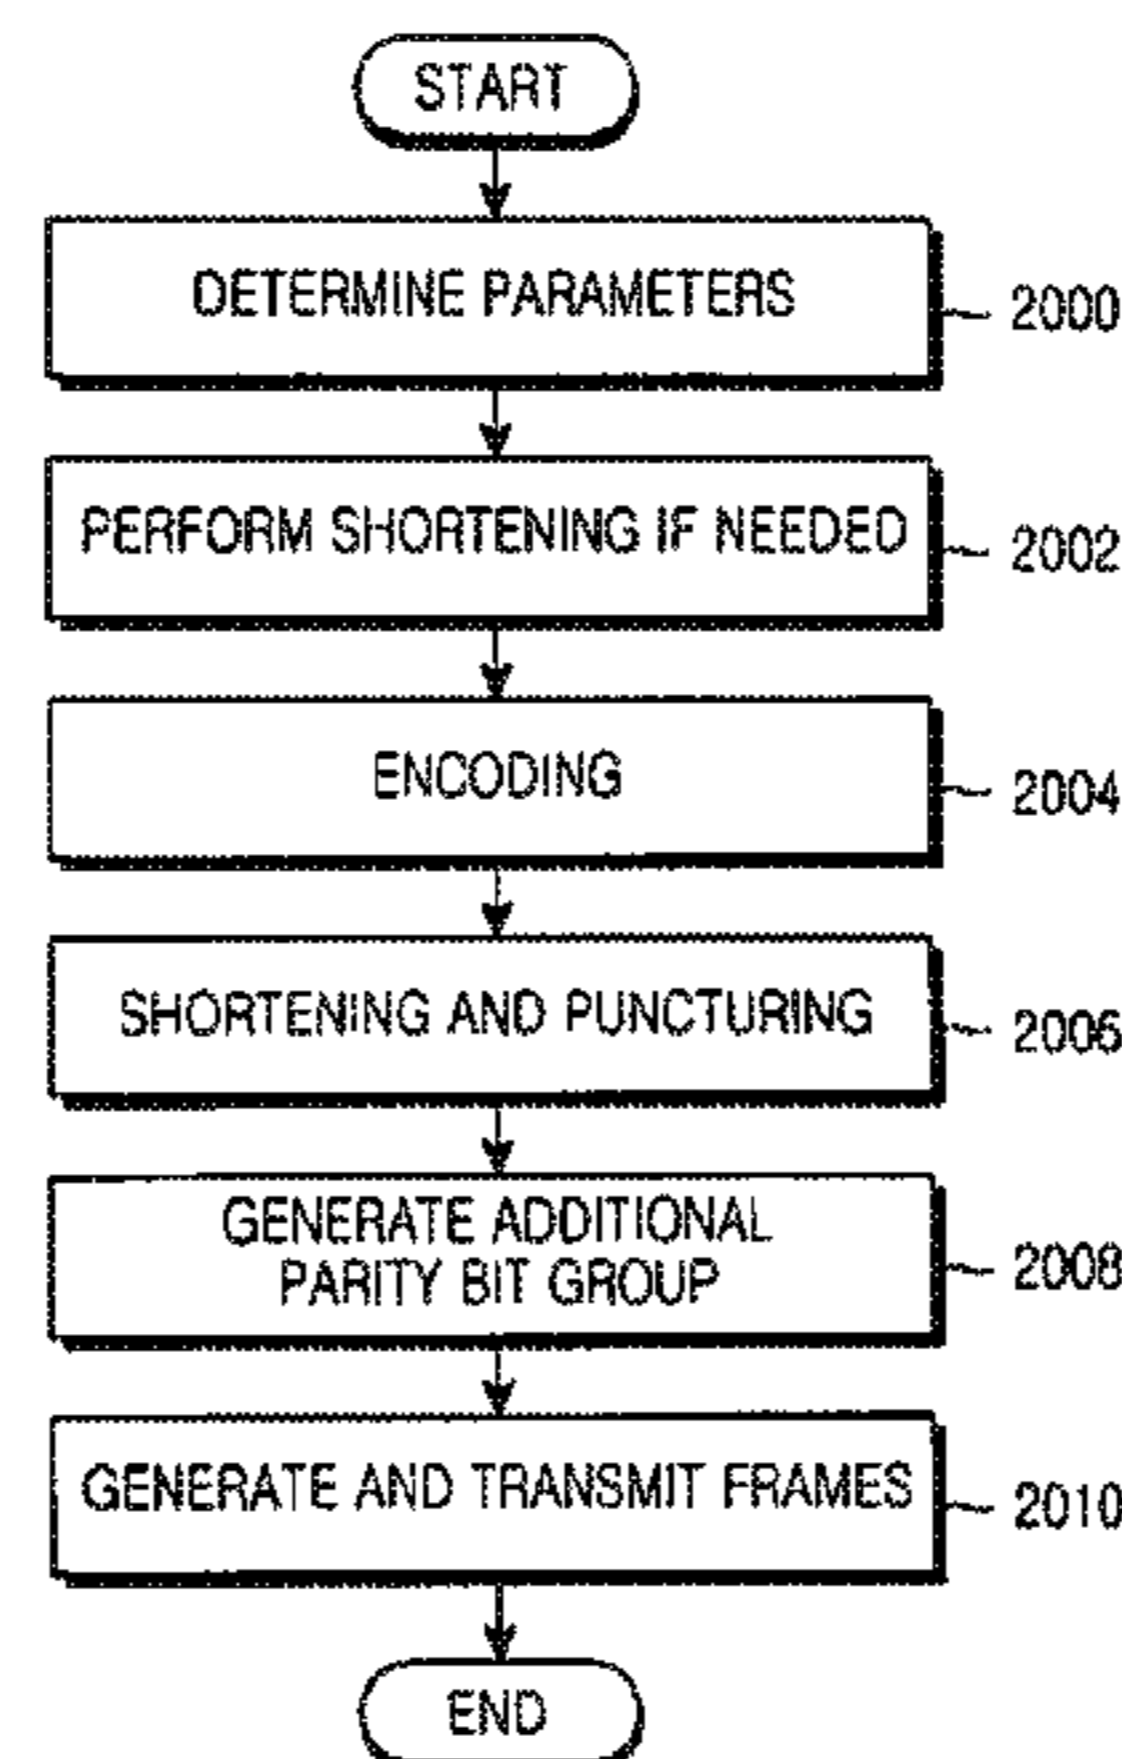 START
DETERMINE PARAMETERS
2000
PERFORM SHORTENING IF NEEDED
2002
ENCODING
2004
SHORTENING AND PUNCTURING
2006
GENERATE ADDITIONAL
PARITY BIT GROUP
2008
GENERATE AND TRANSMIT FRAMES
2010
END